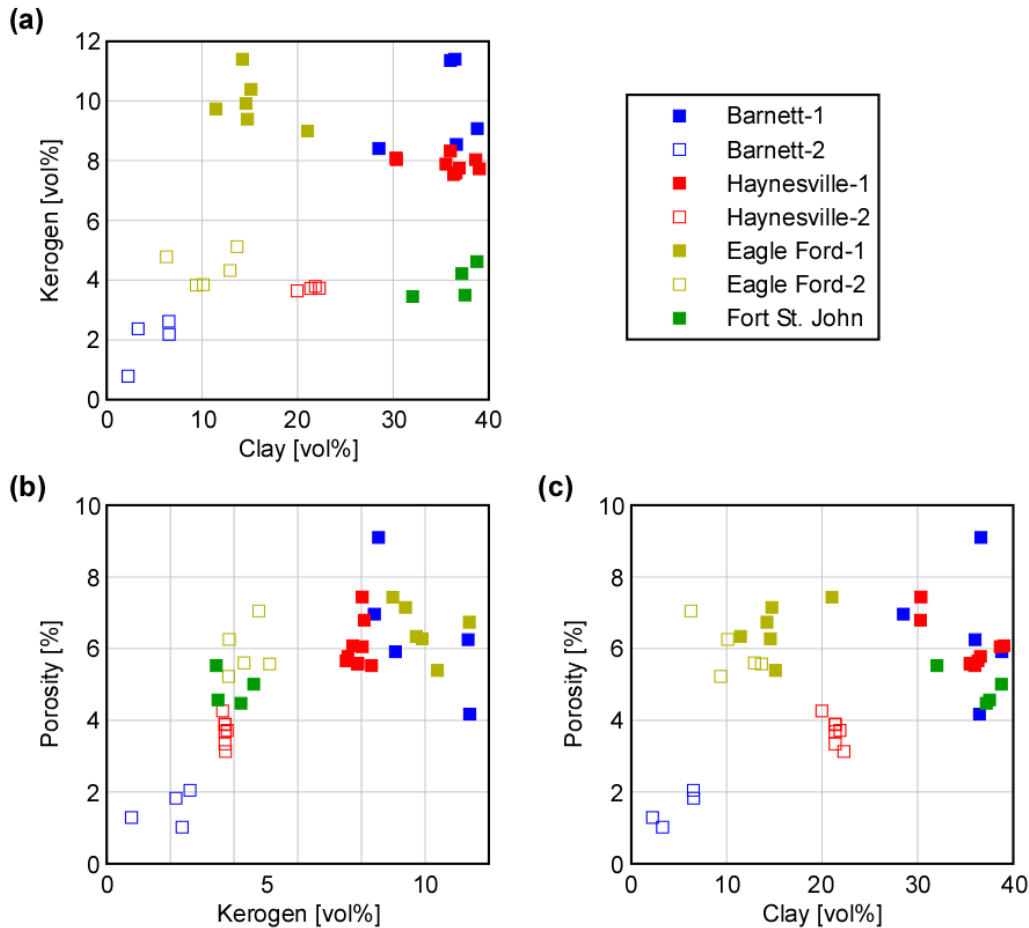 (a)
Kerogen [vol%]
12
10
8
6
4
2
0
0 10 20 30 40
Clay [vol%]
Barnett-1
Barnett-2
Haynesville-1
Haynesville-2
Eagle Ford-1
Eagle Ford-2
Fort St. John
(b)
Porosity [%]
10
8
6
4
2
0
0 5 10
Kerogen [vol%]
(c)
Porosity [%]
10
8
6
4
2
0
0 10 20 30 40
Clay [vol%]